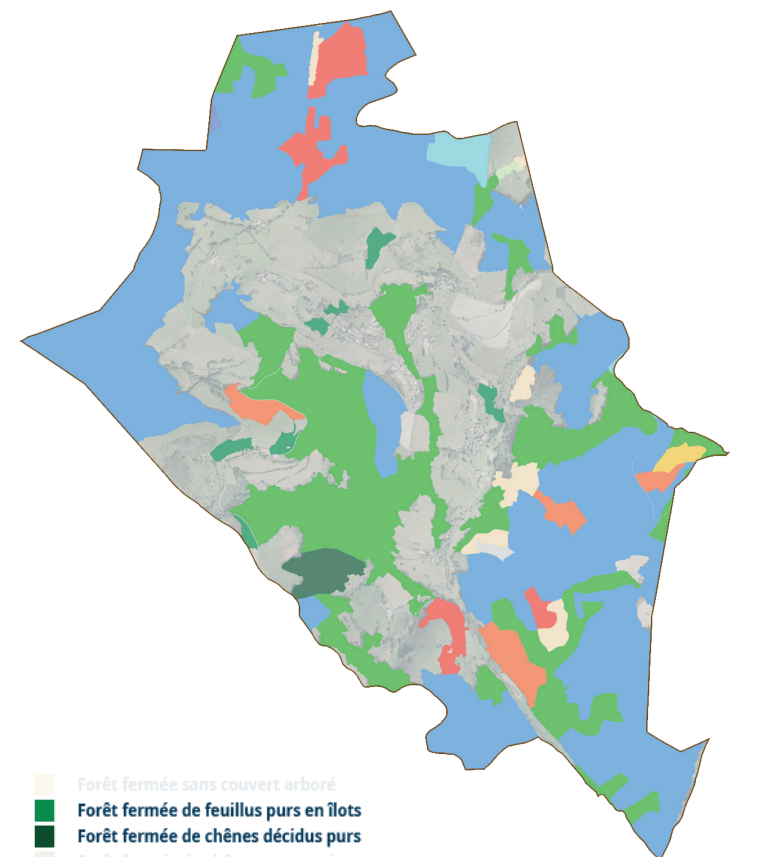 Forêt fermée sans couvert arboré
Forêt fermée de feuillus purs en îlots
Forêt fermée de chênes décidus purs